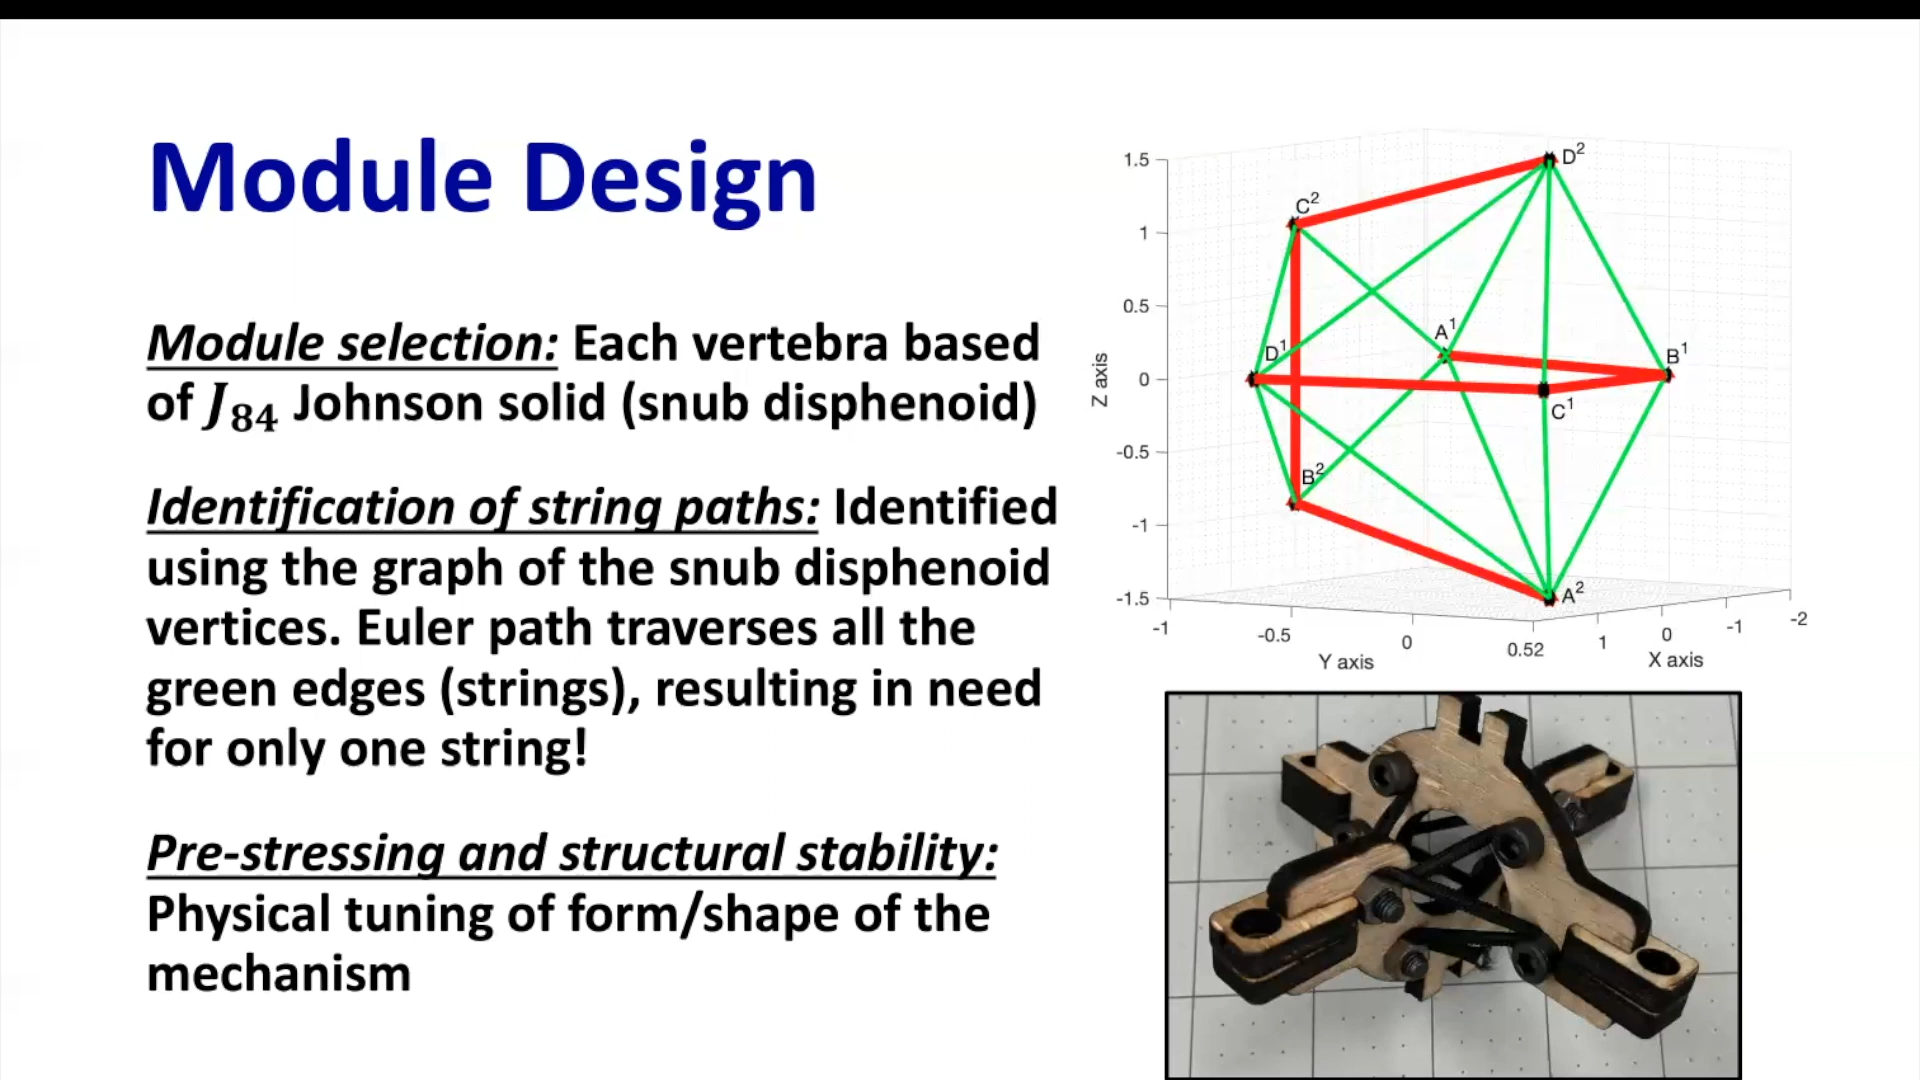 Module Design
Module selection: Each vertebra based
of J₈₄ Johnson solid (snub disphenoid)
Identification of string paths: Identified
using the graph of the snub disphenoid
vertices. Euler path traverses all the
green edges (strings), resulting in need
for only one string!
Pre-stressing and structural stability:
Physical tuning of form/shape of the
mechanism
D²
1.5
C²
1
0.5
A¹
D¹
B¹
0
Z axis
C¹
-0.5
B²
-1
A²
-1.5
-1
-0.5
0
0.52
1
0
-1
-2
Y axis
X axis